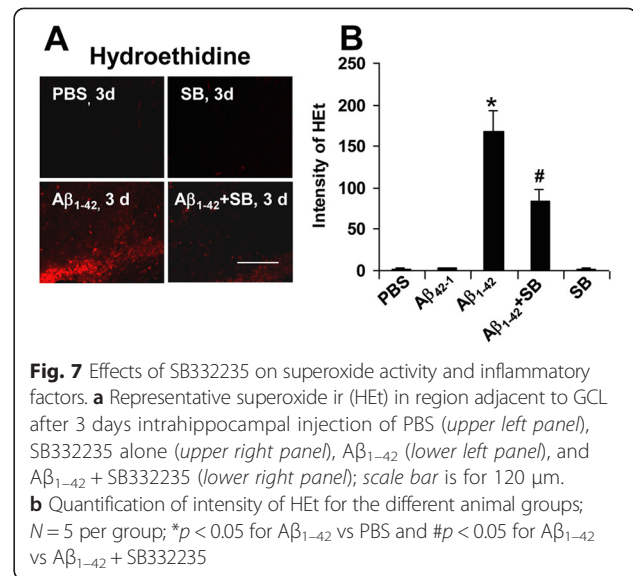 A
Hydroethidine
PBS, 3d
SB, 3d
Aβ1-42, 3 d
Aβ1-42+SB, 3 d
B
Intensity of HEt
250
200
150
100
50
0
*
#
PBS
Aβ42-1
Aβ1-42
Aβ1-42+SB
SB
Fig. 7 Effects of SB332235 on superoxide activity and inflammatory
factors. a Representative superoxide ir (HEt) in region adjacent to GCL
after 3 days intrahippocampal injection of PBS (upper left panel),
SB332235 alone (upper right panel), Aβ1–42 (lower left panel), and
Aβ1–42 + SB332235 (lower right panel); scale bar is for 120 μm.
b Quantification of intensity of HEt for the different animal groups;
N = 5 per group; *p < 0.05 for Aβ1–42 vs PBS and #p < 0.05 for Aβ1–42
vs Aβ1–42 + SB332235